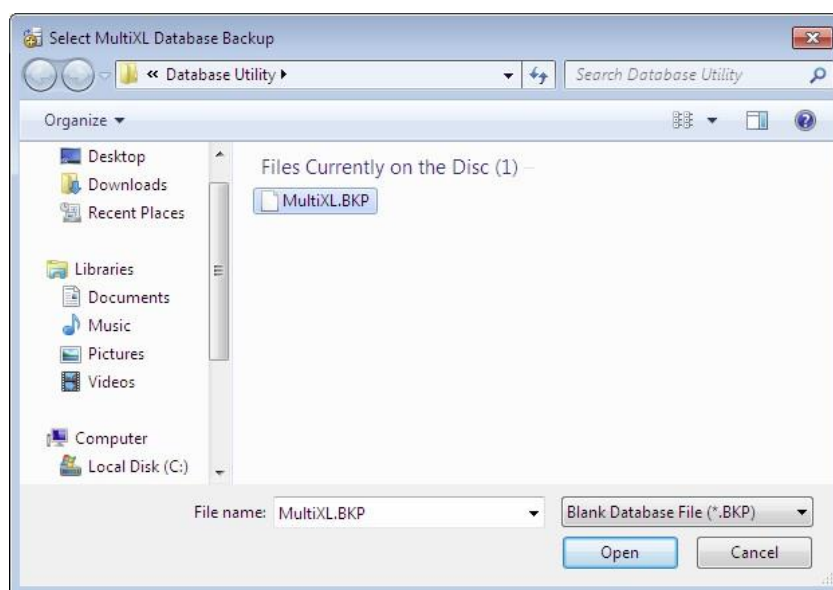 Select MultiXL Database Backup
« Database Utility
Search Database Utility
Organize
Desktop
Downloads
Recent Places
Libraries
Documents
Music
Pictures
Videos
Computer
Local Disk (C:)
Files Currently on the Disc (1)
MultiXL.BKP
File name: MultiXL.BKP
Blank Database File (*.BKP)
Open Cancel